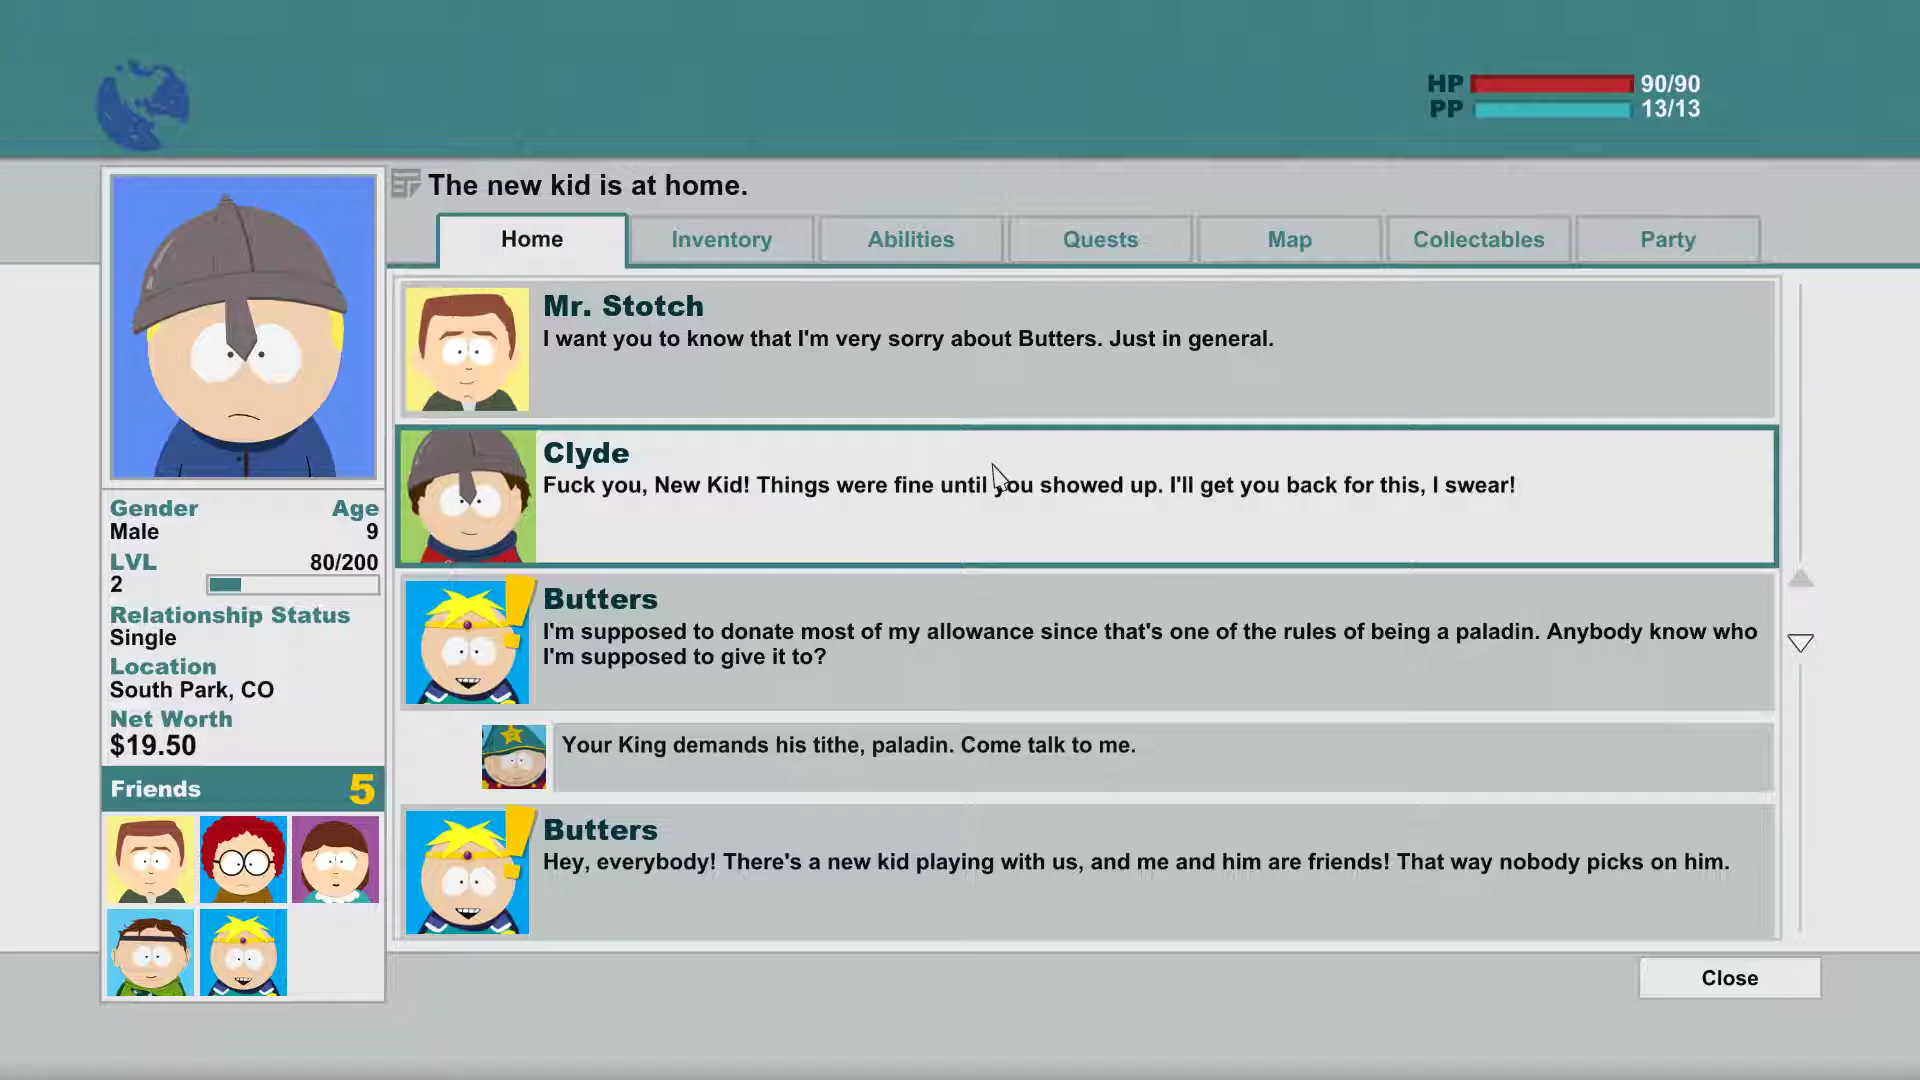 HP 90/90
PP 13/13
The new kid is at home.
Home Inventory Abilities Quests Map Collectables Party
Gender Age
Male 9
LVL 80/200
2
Relationship Status
Single
Location
South Park, CO
Net Worth
$19.50
Friends 5
Mr. Stotch
I want you to know that I'm very sorry about Butters. Just in general.
Clyde
Fuck you, New Kid! Things were fine until you showed up. I'll get you back for this, I swear!
Butters
I'm supposed to donate most of my allowance since that's one of the rules of being a paladin. Anybody know who
I'm supposed to give it to?
Your King demands his tithe, paladin. Come talk to me.
Butters
Hey, everybody! There's a new kid playing with us, and me and him are friends! That way nobody picks on him.
Close